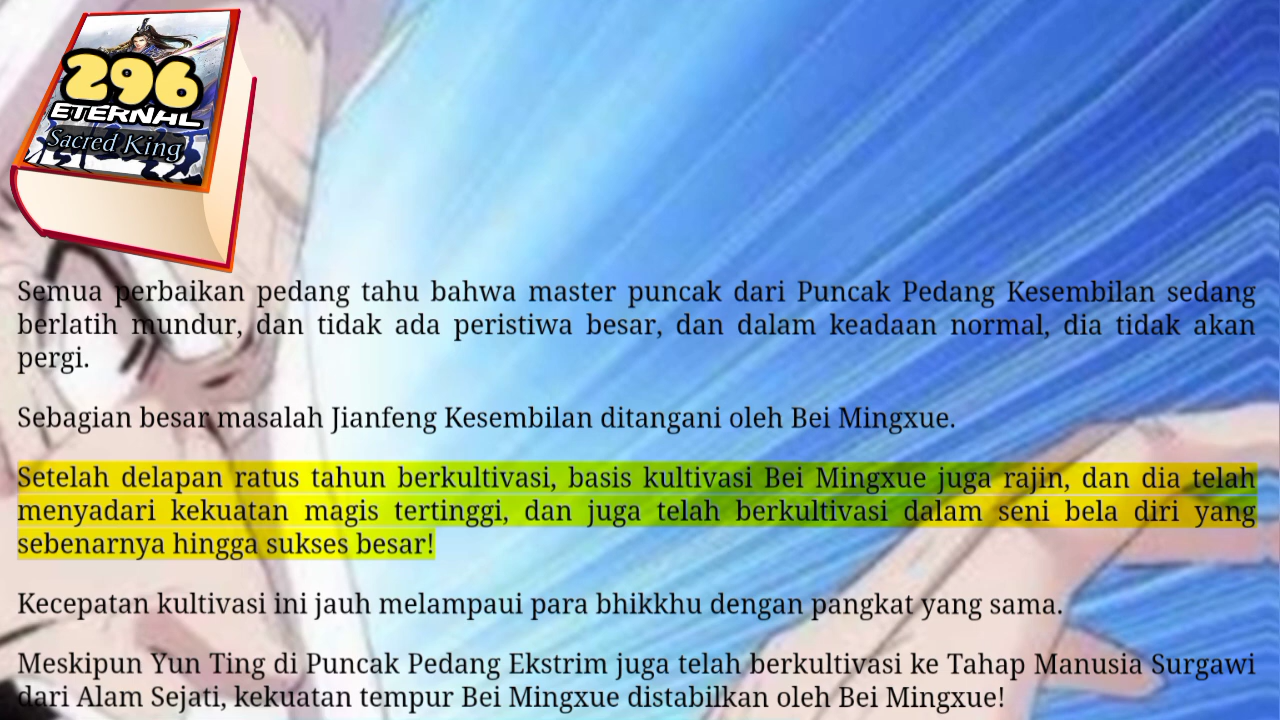 296
ETERNAL
Sacred King
Semua perbaikan pedang tahu bahwa master puncak dari Puncak Pedang Kesembilan sedang
berlatih mundur, dan tidak ada peristiwa besar, dan dalam keadaan normal, dia tidak akan
pergi.
Sebagian besar masalah Jianfeng Kesembilan ditangani oleh Bei Mingxue.
Setelah delapan ratus tahun berkultivasi, basis kultivasi Bei Mingxue juga rajin, dan dia telah
menyadari kekuatan magis tertinggi, dan juga telah berkultivasi dalam seni bela diri yang
sebenarnya hingga sukses besar!
Kecepatan kultivasi ini jauh melampaui para bhikkhu dengan pangkat yang sama.
Meskipun Yun Ting di Puncak Pedang Ekstrim juga telah berkultivasi ke Tahap Manusia Surgawi
dari Alam Sejati, kekuatan tempur Bei Mingxue distabilkan oleh Bei Mingxue!